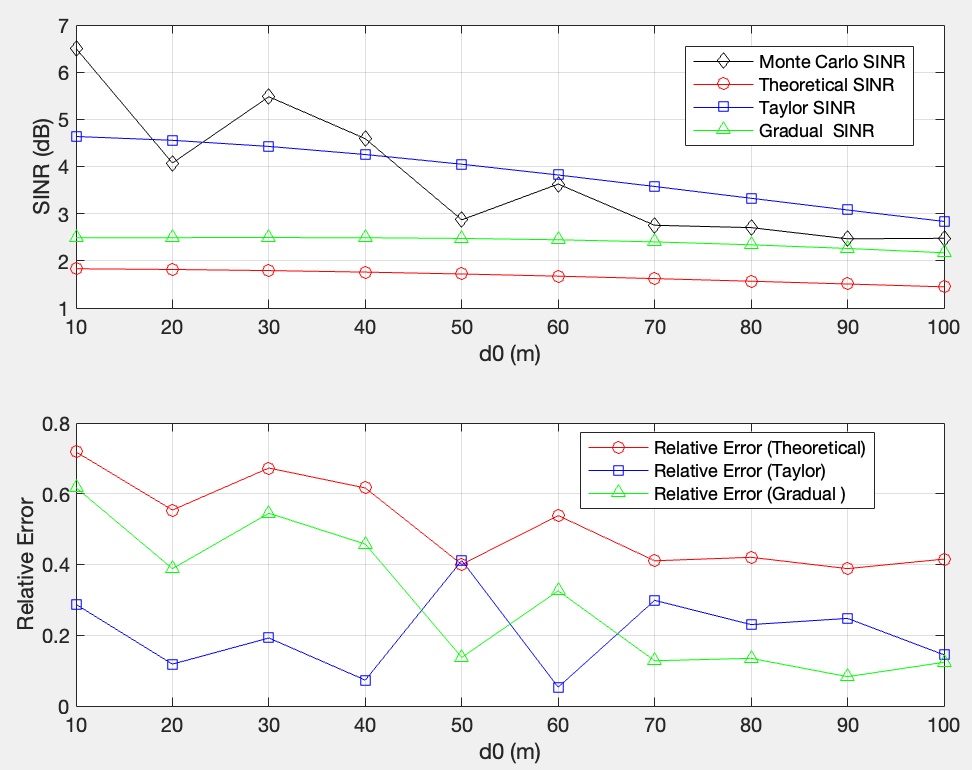 7
6
5
4
3
2
1
SINR (dB)
Monte Carlo SINR
Theoretical SINR
Taylor SINR
Gradual  SINR
10 20 30 40 50 60 70 80 90 100
d0 (m)
0.8
0.6
0.4
0.2
0
Relative Error
Relative Error (Theoretical)
Relative Error (Taylor)
Relative Error (Gradual )
10 20 30 40 50 60 70 80 90 100
d0 (m)